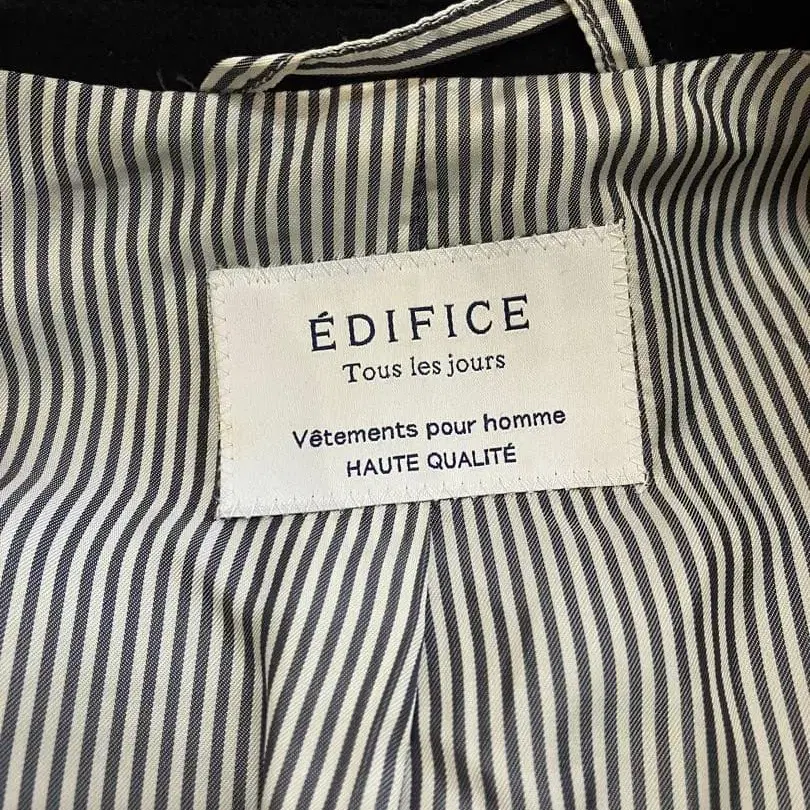 ÉDIFICE
Tous les jours
Vêtements pour homme
HAUTE QUALITÉ